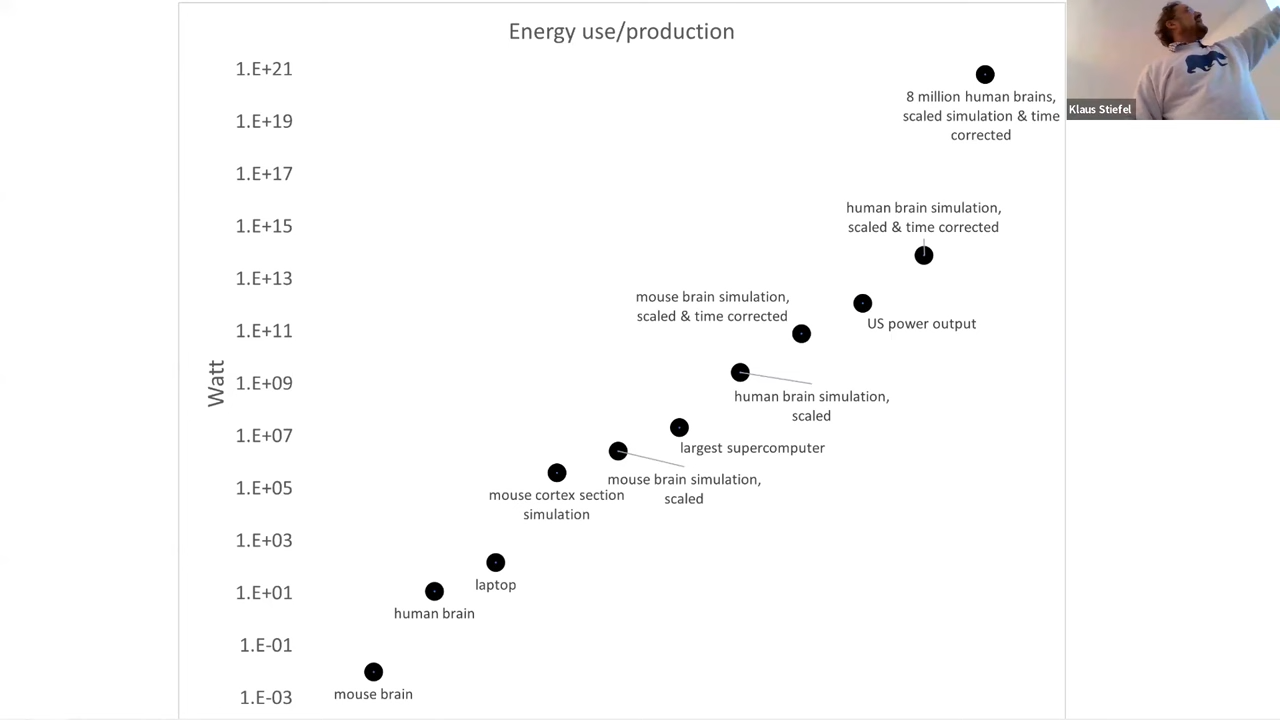 Energy use/production
1.E+21
1.E+19
1.E+17
1.E+15
1.E+13
1.E+11
1.E+09
1.E+07
1.E+05
1.E+03
1.E+01
1.E-01
1.E-03
Watt
8 million human brains,
scaled simulation & time
corrected
human brain simulation,
scaled & time corrected
mouse brain simulation,
scaled & time corrected
US power output
human brain simulation,
scaled
largest supercomputer
mouse brain simulation,
scaled
mouse cortex section
simulation
laptop
human brain
mouse brain
Klaus Stiefel